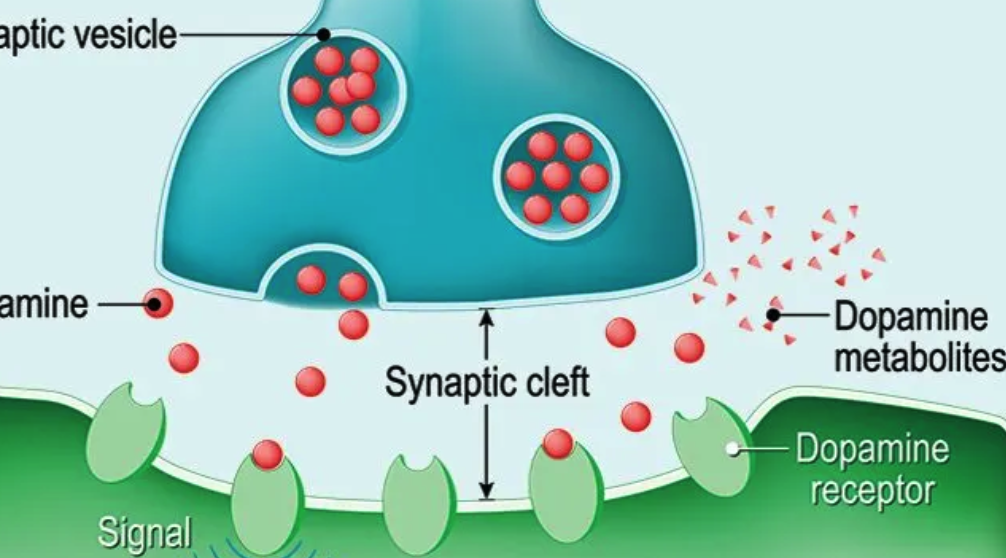 aptic vesicle
amine
Dopamine
metabolites
Synaptic cleft
Dopamine
receptor
Signal